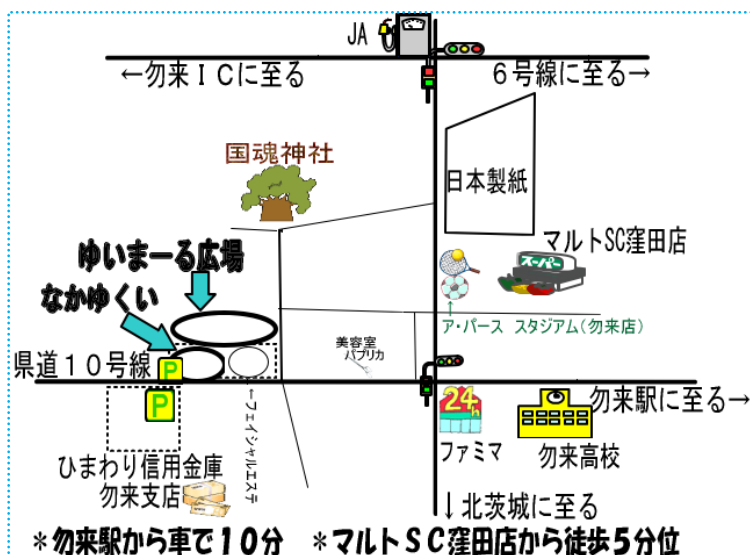 JA
←勿来ＩＣに至る
６号線に至る→
国魂神社
日本製紙
マルトSC窪田店
スーパー
ゆいまーる広場
なかゆくい
↑
ア・パース スタジアム(勿来店)
美容室
パプリカ
県道１０号線
P
P
←フェイシャルエステ
24h
ファミマ
勿来駅に至る→
勿来高校
ひまわり信用金庫
勿来支店
↓北茨城に至る
＊勿来駅から車で１０分　＊マルトＳＣ窪田店から徒歩５分位